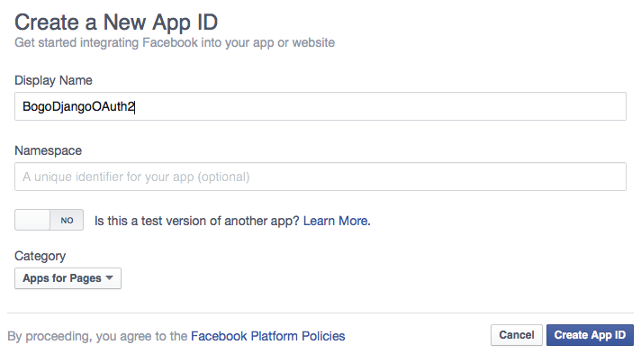 Create a New App ID
Get started integrating Facebook into your app or website
Display Name
BogoDjangoOAuth2
Namespace
A unique identifier for your app (optional)
NO Is this a test version of another app? Learn More.
Category
Apps for Pages
By proceeding, you agree to the Facebook Platform Policies Cancel Create App ID